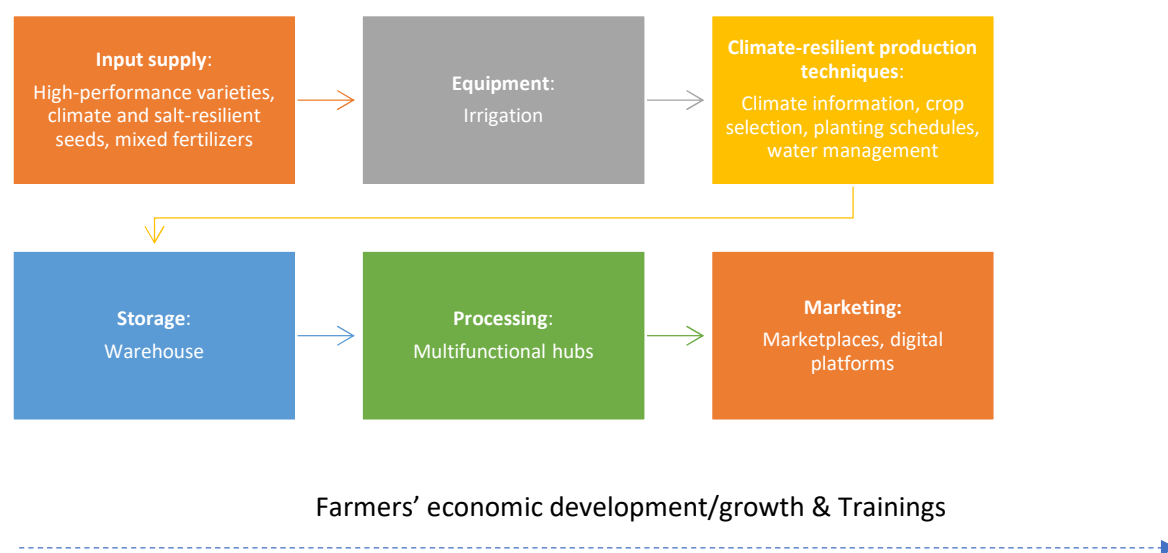 Input supply:
High-performance varieties,
climate and salt-resilient
seeds, mixed fertilizers
Equipment:
Irrigation
Climate-resilient production
techniques:
Climate information, crop
selection, planting schedules,
water management
Storage:
Warehouse
Processing:
Multifunctional hubs
Marketing:
Marketplaces, digital
platforms
Farmers’ economic development/growth & Trainings